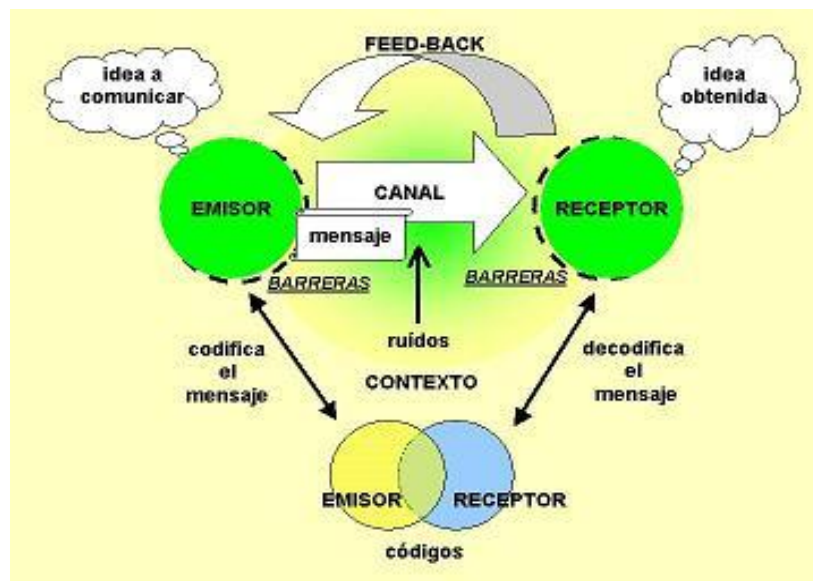 FEED-BACK
idea a
comunicar
idea
obtenida
EMISOR
CANAL
RECEPTOR
mensaje
BARRERAS
BARRERAS
codifica
el
mensaje
ruídos
decodifica
el
mensaje
CONTEXTO
EMISOR
RECEPTOR
códigos